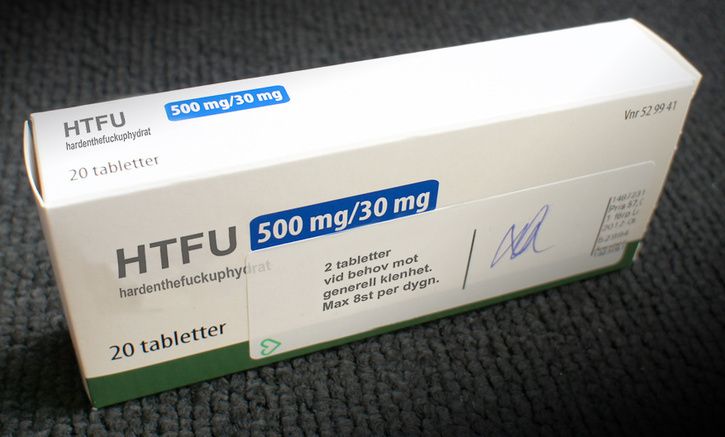 HTFU
hardenthefuckuphydrat
500 mg/30 mg
20 tabletter
Vnr 52 99 41
HTFU
hardenthefuckuphydrat
500 mg/30 mg
20 tabletter
2 tabletter
vid behov mot
generell klenhet.
Max 8st per dygn.
Pris